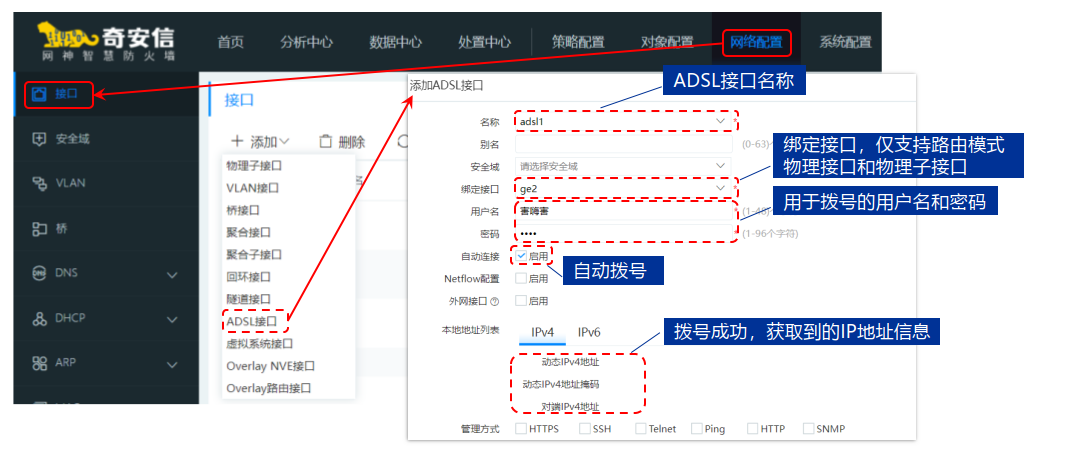 奇安信
网神智慧防火墙
首页 分析中心 数据中心 处置中心 策略配置 对象配置 网络配置 系统配置
接口
安全域
VLAN
桥
DNS
DHCP
ARP
接口
添加 删除
物理子接口
VLAN接口
桥接口
聚合接口
聚合子接口
回环接口
隧道接口
ADSL接口
虚拟系统接口
Overlay NVE接口
Overlay路由接口
添加ADSL接口
ADSL接口名称
名称 adsl1 *
别名 (0-63)
安全域 请选择安全域
绑定接口 ge2 *
绑定接口，仅支持路由模式
物理接口和物理子接口
用户名 害嗨害 * (1-48)
用于拨号的用户名和密码
密码 •••• * (1-96个字符)
自动连接 启用
自动拨号
Netflow配置 启用
外网接口 启用
本地地址列表 IPv4 IPv6
拨号成功，获取到的IP地址信息
动态IPv4地址
动态IPv4地址掩码
对端IPv4地址
管理方式 HTTPS SSH Telnet Ping HTTP SNMP